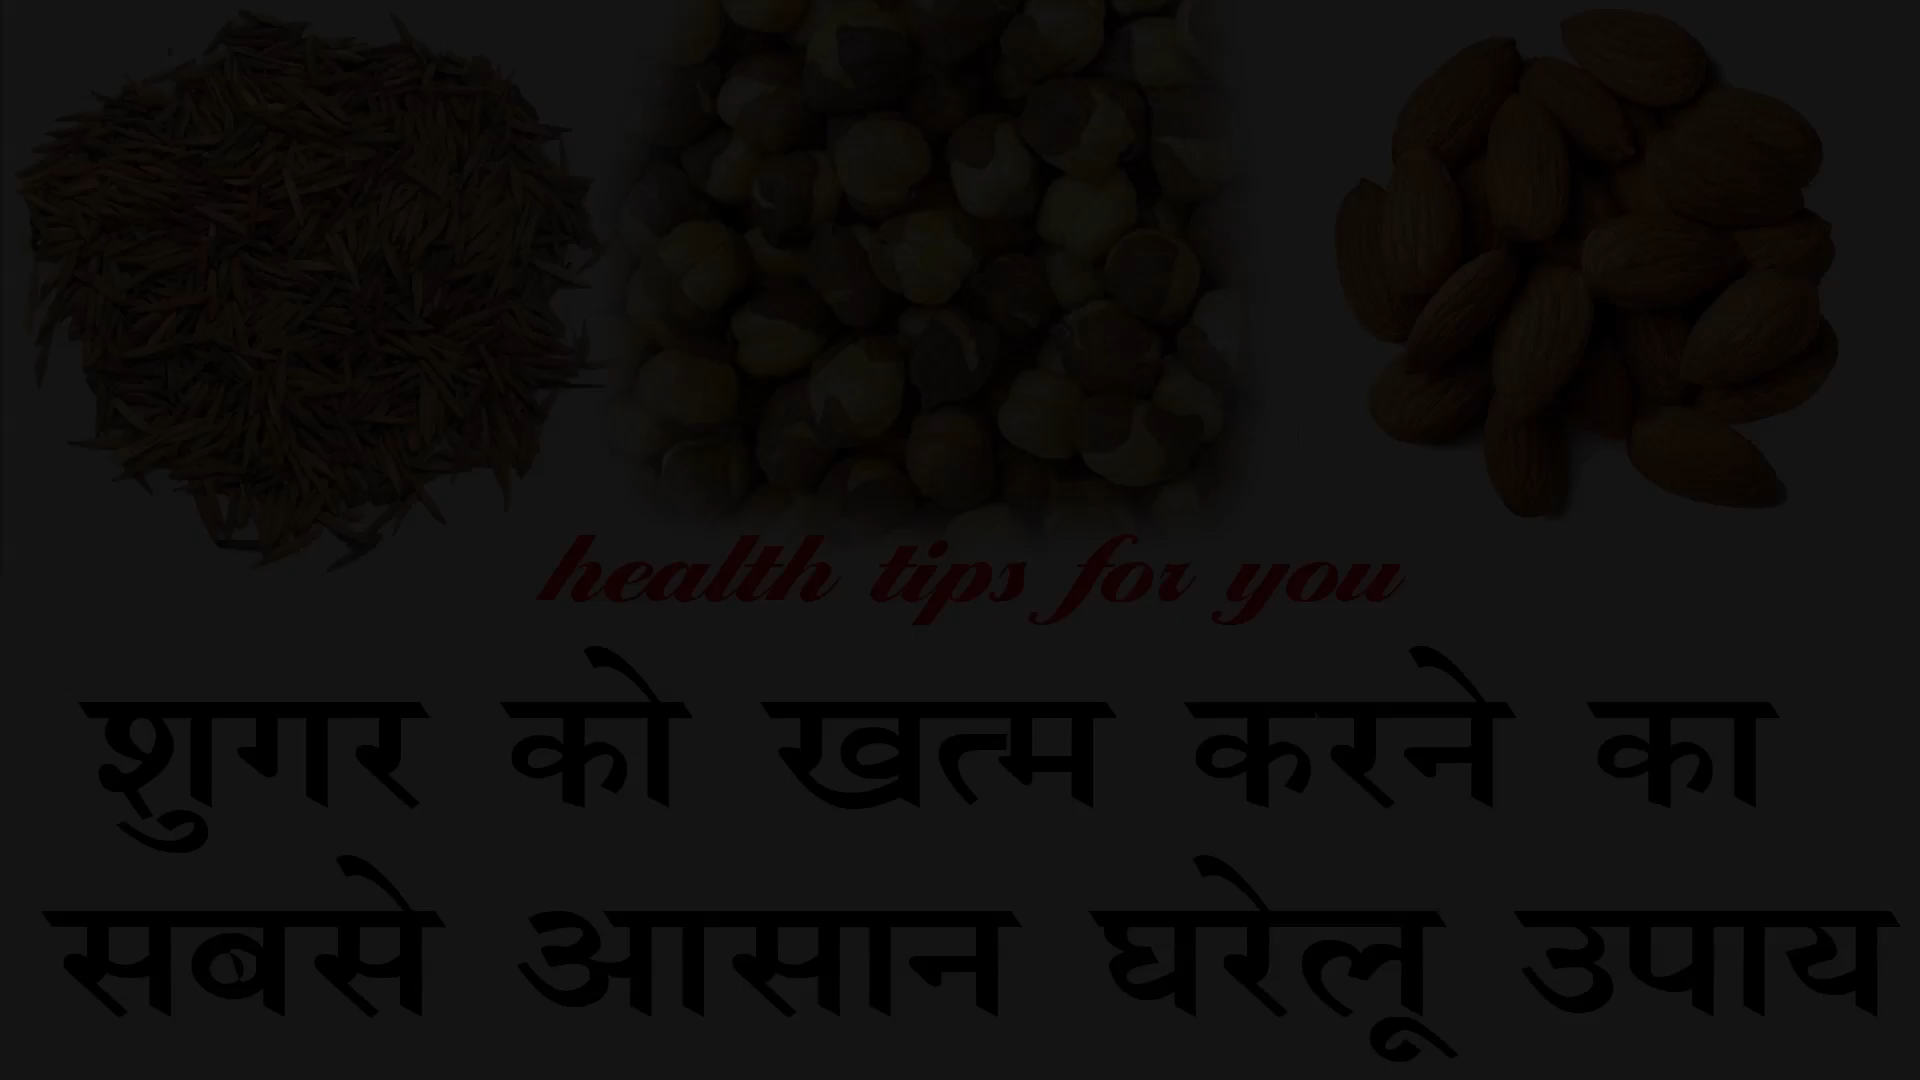 health tips for you
शुगर को खत्म करने का
सबसे आसान घरेलू उपाय